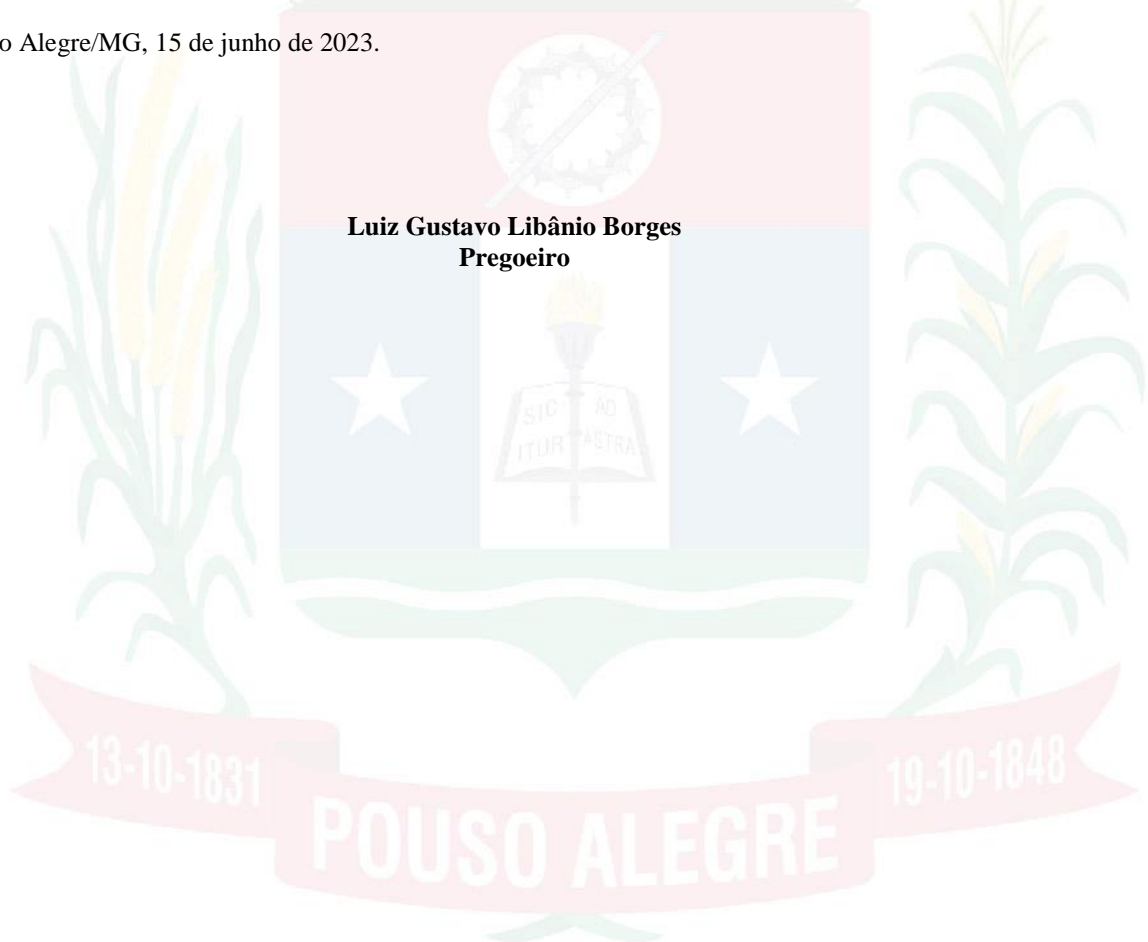 o Alegre/MG, 15 de junho de 2023.
Luiz Gustavo Libânio Borges
Pregoeiro
SIC AD
ITUR ASTRA
13-10-1831
19-10-1848
POUSO ALEGRE